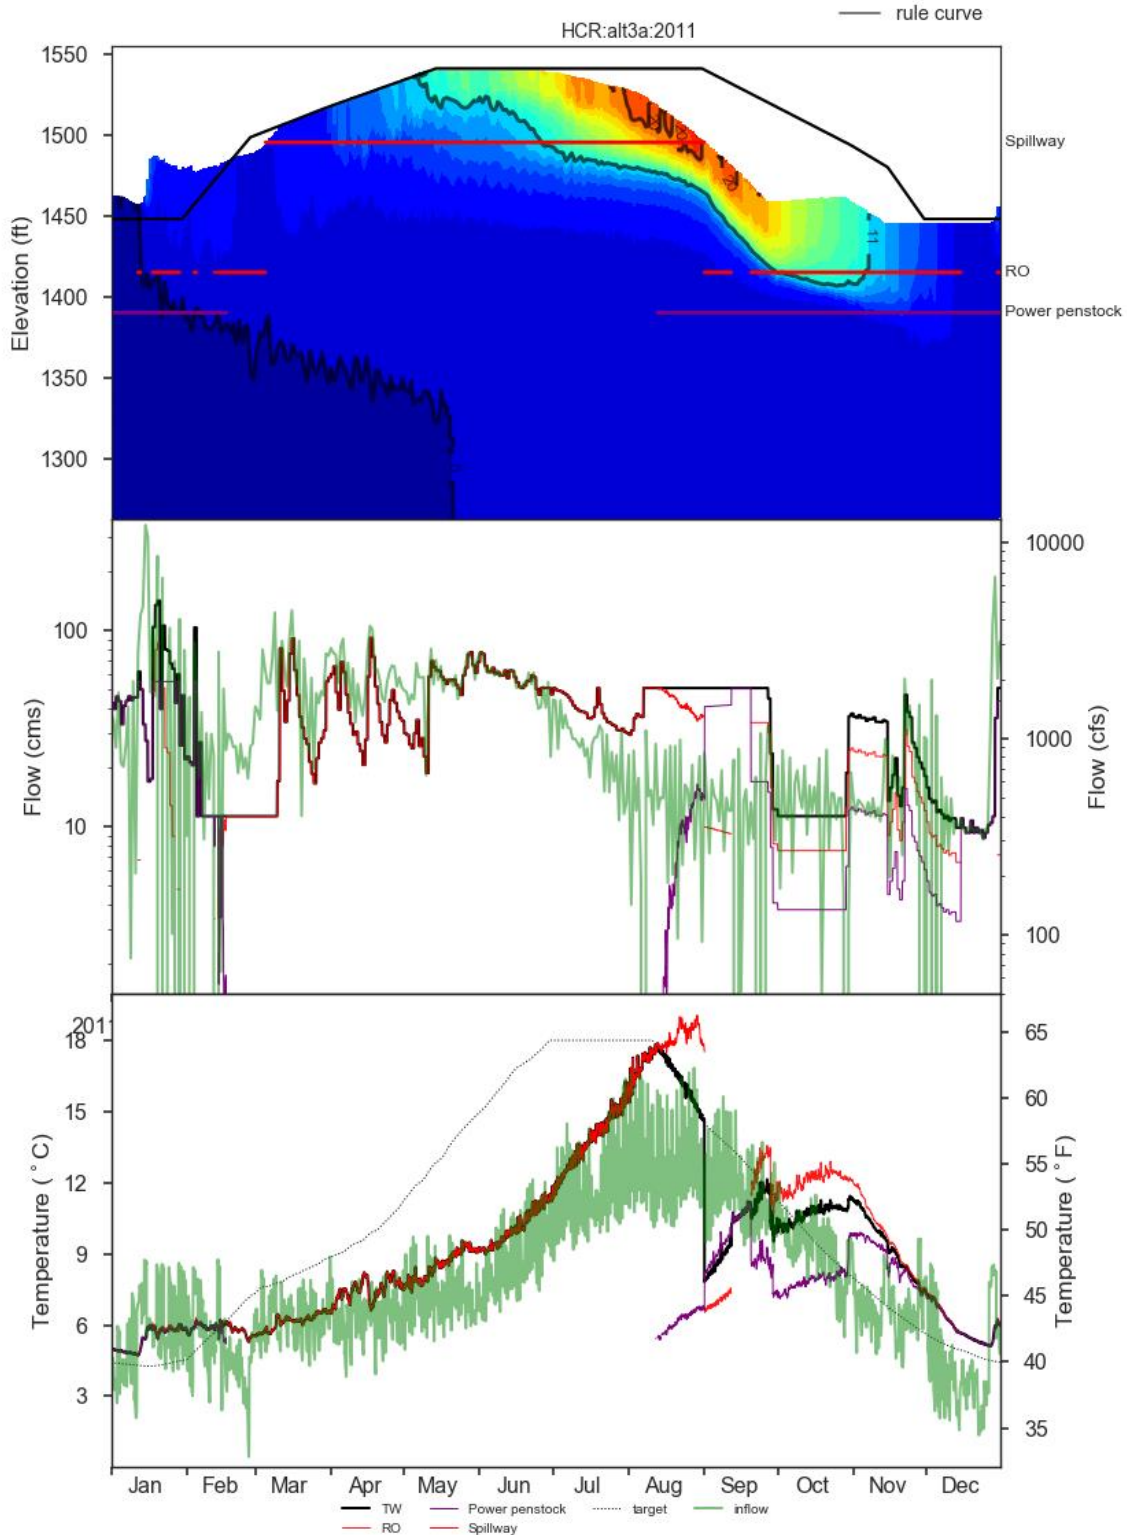 rule curve
HCR:alt3a:2011
1550
1500
1450
1400
1350
1300
Elevation (ft)
Spillway
RO
Power penstock
11
100
10
Flow (cms)
10000
1000
100
Flow (cfs)
201
18
15
12
9
6
3
Temperature (°C)
65
60
55
50
45
40
35
Temperature (°F)
Jan Feb Mar Apr May Jun Jul Aug Sep Oct Nov Dec
TW Power penstock target inflow
RO Spillway